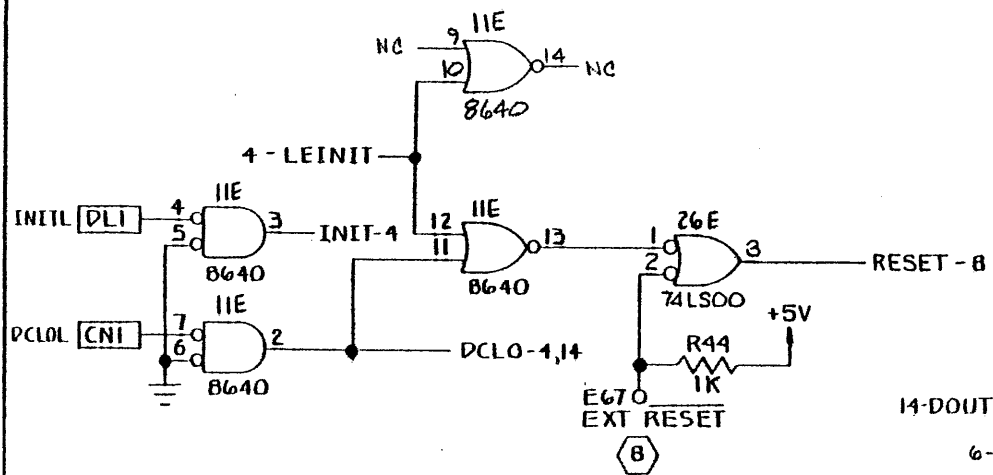 11E
NC 9 14 NC
10
8640
4 - LEINIT
11E 11E 26E
INITL DL1 4 3 INIT-4
5
8640
12 13 1 3 RESET - 8
11 2
8640 74LS00
11E +5V
DCLOL CN1 7 2 DCLO-4,14
6
8640
R44
1K
E67
EXT RESET
8
14-DOUT
6-